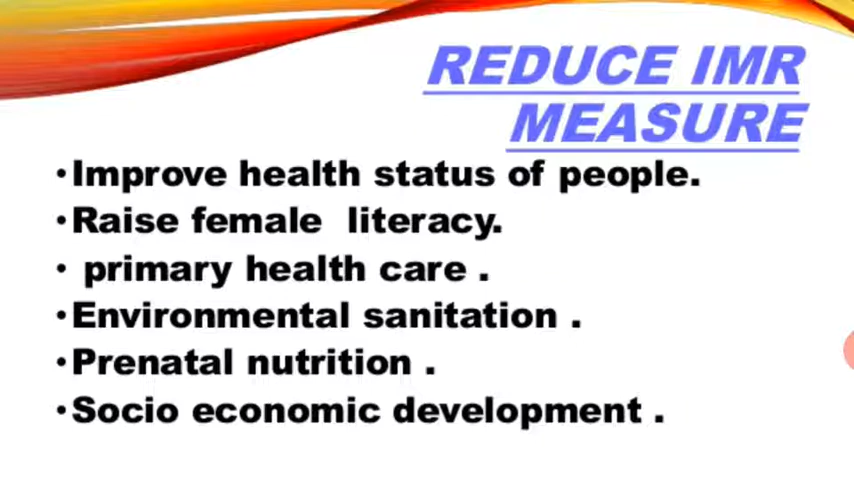 REDUCE IMR
MEASURE
•Improve health status of people.
•Raise female literacy.
• primary health care .
•Environmental sanitation .
•Prenatal nutrition .
•Socio economic development .